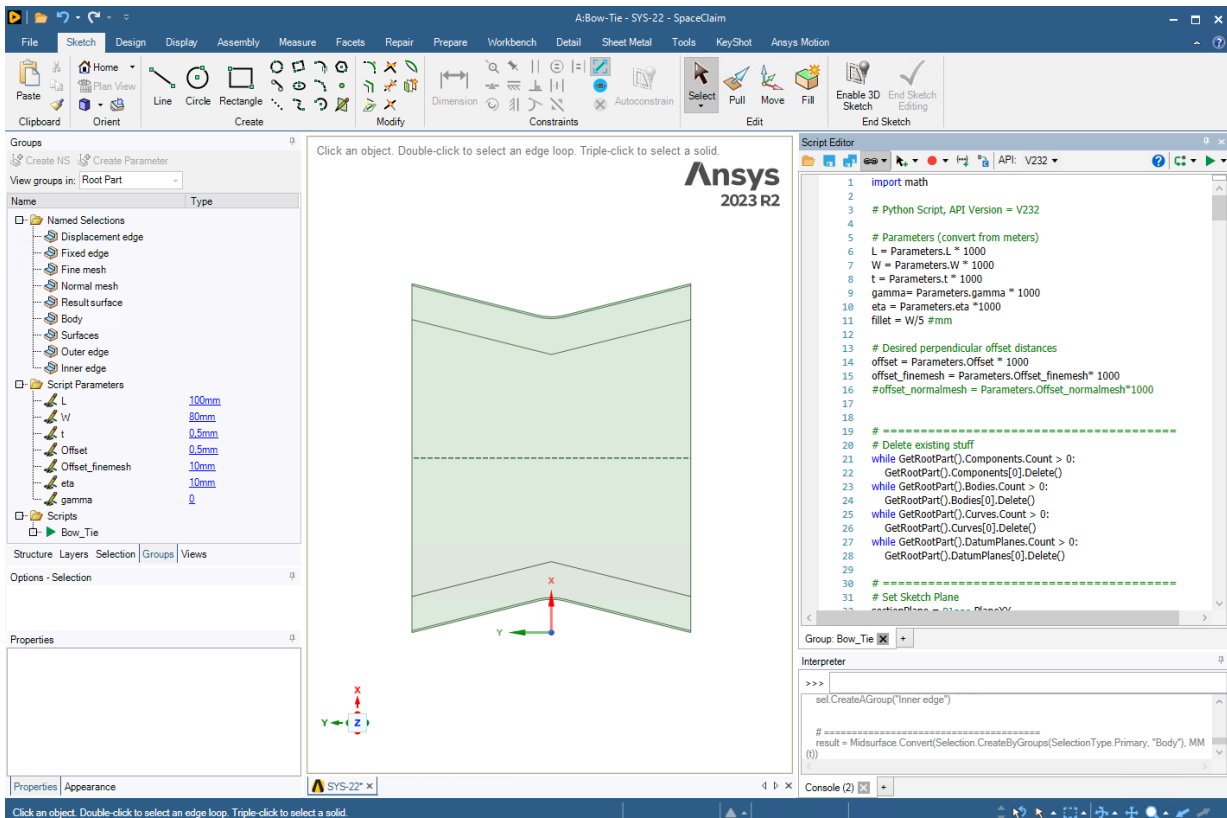 A:Bow-Tie - SYS-22 - SpaceClaim
File Sketch Design Display Assembly Measure Facets Repair Prepare Workbench Detail Sheet Metal Tools KeyShot Ansys Motion
Paste
Home
Plan View
Line Circle Rectangle
Dimension
Autoconstrain
Select Pull Move Fill
Enable 3D Sketch
End Sketch Editing
Clipboard Orient Create Modify Constraints Edit End Sketch
Groups
Create NS Create Parameter
View groups in: Root Part
Name Type
Named Selections
Displacement edge
Fixed edge
Fine mesh
Normal mesh
Result surface
Body
Surfaces
Outer edge
Inner edge
Script Parameters
L 100mm
W 80mm
t 0,5mm
Offset 0,5mm
Offset_finemesh 10mm
eta 10mm
gamma 0
Scripts
Bow_Tie
Structure Layers Selection Groups Views
Options - Selection
Properties
Properties Appearance
Click an object. Double-click to select an edge loop. Triple-click to select a solid.
Ansys
2023 R2
X
Y
X
Y Z
SYS-22*
Script Editor
API: V232
1 import math
2
3 # Python Script, API Version = V232
4
5 # Parameters (convert from meters)
6 L = Parameters.L * 1000
7 W = Parameters.W * 1000
8 t = Parameters.t * 1000
9 gamma= Parameters.gamma * 1000
10 eta = Parameters.eta *1000
11 fillet = W/5 #mm
12
13 # Desired perpendicular offset distances
14 offset = Parameters.Offset * 1000
15 offset_finemesh = Parameters.Offset_finemesh* 1000
16 #offset_normalmesh = Parameters.Offset_normalmesh*1000
17
18
19 # =======================================
20 # Delete existing stuff
21 while GetRootPart().Components.Count > 0:
22 GetRootPart().Components[0].Delete()
23 while GetRootPart().Bodies.Count > 0:
24 GetRootPart().Bodies[0].Delete()
25 while GetRootPart().Curves.Count > 0:
26 GetRootPart().Curves[0].Delete()
27 while GetRootPart().DatumPlanes.Count > 0:
28 GetRootPart().DatumPlanes[0].Delete()
29
30 # =======================================
31 # Set Sketch Plane
32 sectionPlane = Plane.PlaneXY
Group: Bow_Tie
Interpreter
>>>
sel.CreateAGroup("Inner edge")
# =======================================
result = Midsurface.Convert(Selection.CreateByGroups(SelectionType.Primary, "Body"), MM
(t))
Console (2)
Click an object. Double-click to select an edge loop. Triple-click to select a solid.